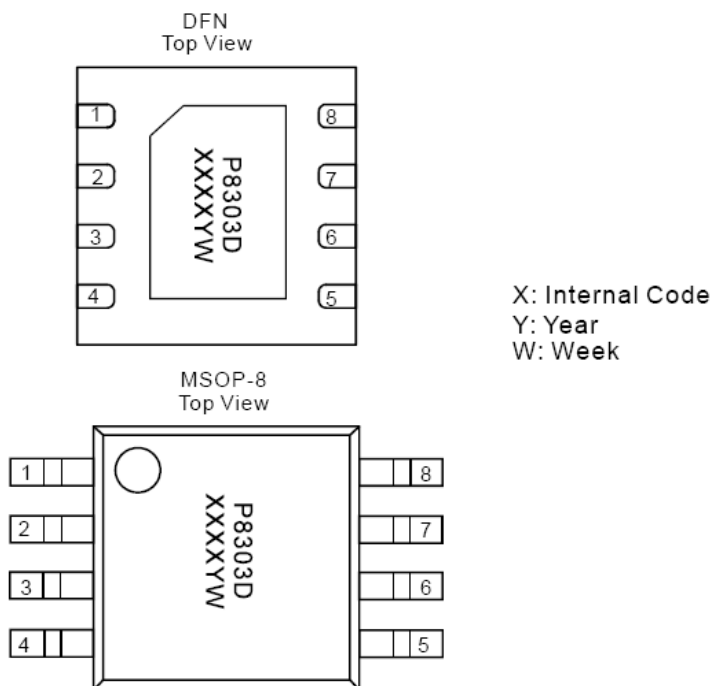 DFN
Top View
1
8
2
7
3
6
4
5
P8303D
XXXXYW
X: Internal Code
Y: Year
W: Week
MSOP-8
Top View
1
8
2
7
3
6
4
5
P8303D
XXXXYW